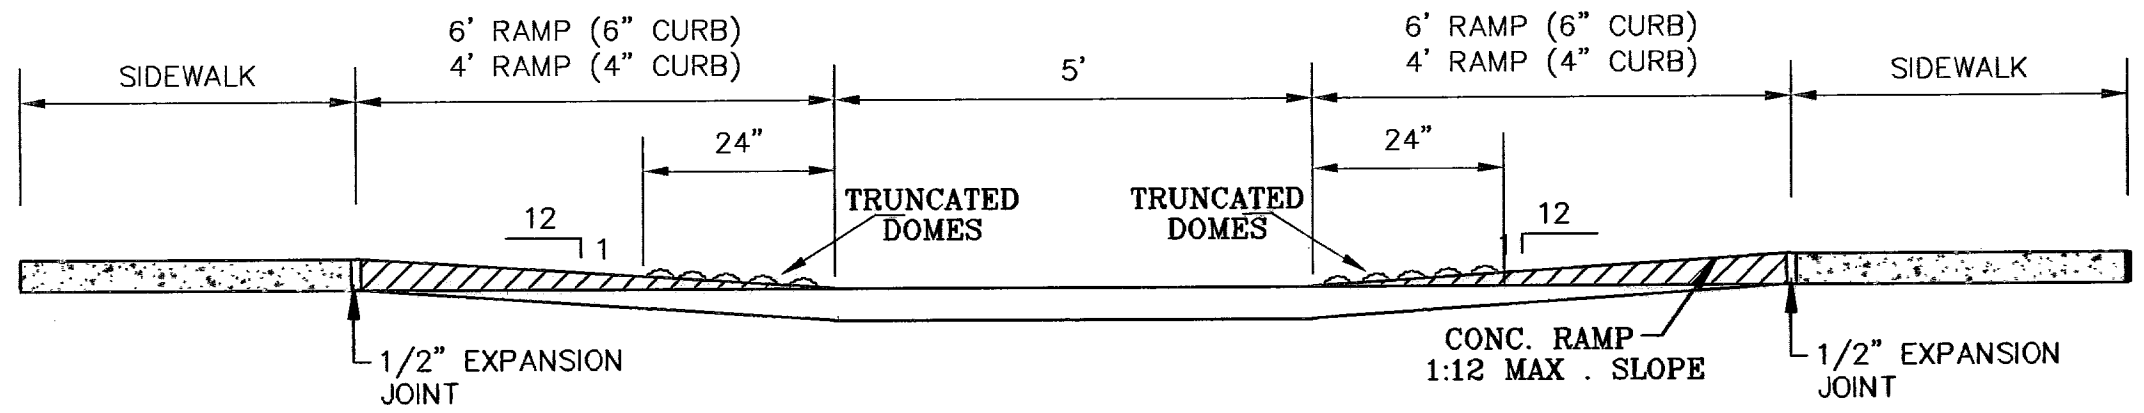 6' RAMP (6" CURB)
4' RAMP (4" CURB)
6' RAMP (6" CURB)
4' RAMP (4" CURB)
SIDEWALK
5'
SIDEWALK
24"
24"
TRUNCATED
DOMES
TRUNCATED
DOMES
12
1
1
12
CONC. RAMP
1:12 MAX . SLOPE
1/2" EXPANSION
JOINT
1/2" EXPANSION
JOINT